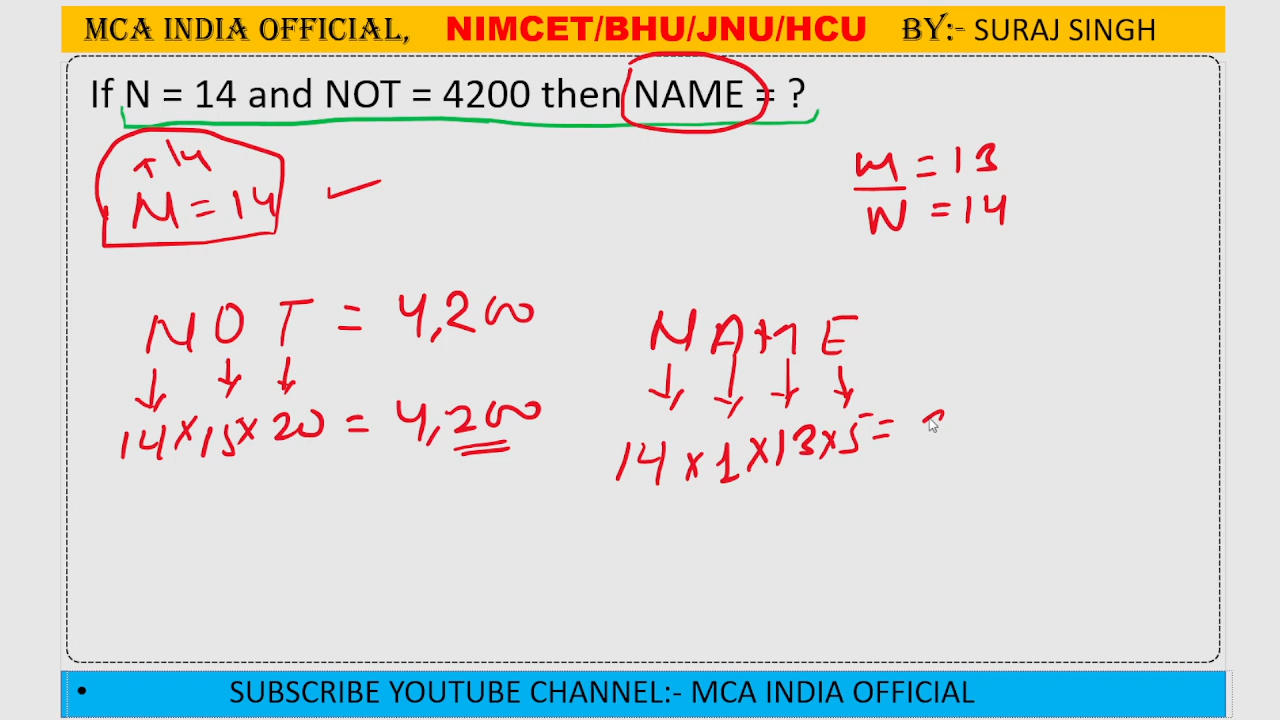 MCA INDIA OFFICIAL, NIMCET/BHU/JNU/HCU BY:- SURAJ SINGH
If N = 14 and NOT = 4200 then NAME = ?
14
N = 14
M = 13
N = 14
N O T = 4,200
14 × 15 × 20 = 4,200
N A M E
14 × 1 × 13 × 5 =
• SUBSCRIBE YOUTUBE CHANNEL:- MCA INDIA OFFICIAL